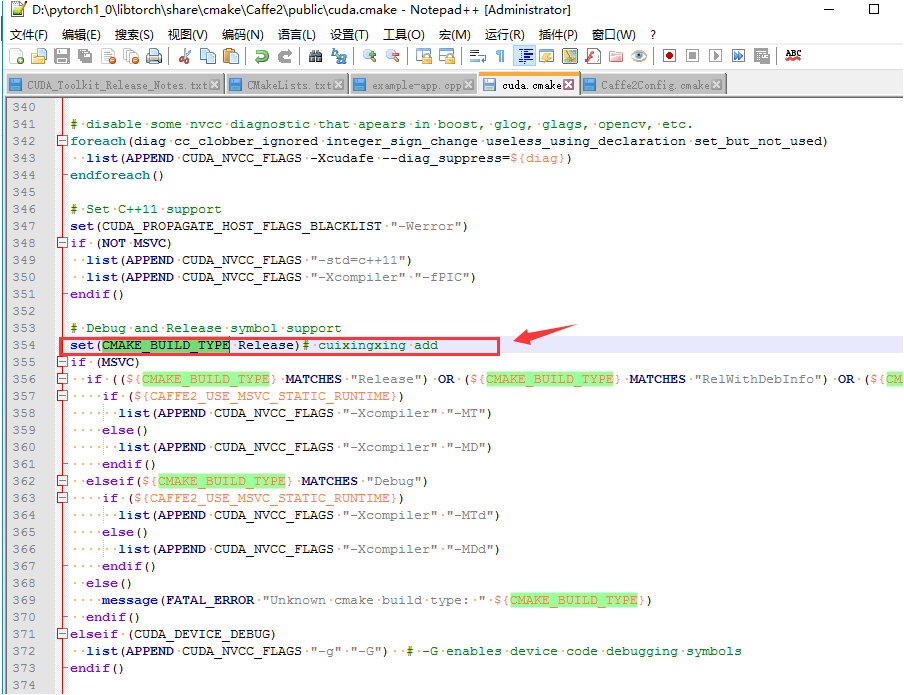 D:\pytorch1_0\libtorch\share\cmake\Caffe2\public\cuda.cmake - Notepad++ [Administrator]
文件(F) 编辑(E) 搜索(S) 视图(V) 编码(N) 语言(L) 设置(T) 工具(O) 宏(M) 运行(R) 插件(P) 窗口(W) ?
CUDA_Toolkit_Release_Notes.txt CMakeLists.txt example-app.cpp cuda.cmake Caffe2Config.cmake
340
341 # disable some nvcc diagnostic that apears in boost, glog, glags, opencv, etc.
342 foreach(diag cc_clobber_ignored integer_sign_change useless_using_declaration set_but_not_used)
343   list(APPEND CUDA_NVCC_FLAGS -Xcudafe --diag_suppress=${diag})
344 endforeach()
345
346 # Set C++11 support
347 set(CUDA_PROPAGATE_HOST_FLAGS_BLACKLIST "-Werror")
348 if (NOT MSVC)
349   list(APPEND CUDA_NVCC_FLAGS "-std=c++11")
350   list(APPEND CUDA_NVCC_FLAGS "-Xcompiler" "-fPIC")
351 endif()
352
353 # Debug and Release symbol support
354 set(CMAKE_BUILD_TYPE Release)# cuixingxing add
355 if (MSVC)
356   if ((${CMAKE_BUILD_TYPE} MATCHES "Release") OR (${CMAKE_BUILD_TYPE} MATCHES "RelWithDebInfo") OR (${CM
357     if (${CAFFE2_USE_MSVC_STATIC_RUNTIME})
358       list(APPEND CUDA_NVCC_FLAGS "-Xcompiler" "-MT")
359     else()
360       list(APPEND CUDA_NVCC_FLAGS "-Xcompiler" "-MD")
361     endif()
362   elseif(${CMAKE_BUILD_TYPE} MATCHES "Debug")
363     if (${CAFFE2_USE_MSVC_STATIC_RUNTIME})
364       list(APPEND CUDA_NVCC_FLAGS "-Xcompiler" "-MTd")
365     else()
366       list(APPEND CUDA_NVCC_FLAGS "-Xcompiler" "-MDd")
367     endif()
368   else()
369     message(FATAL_ERROR "Unknown cmake build type: " ${CMAKE_BUILD_TYPE})
370   endif()
371 elseif (CUDA_DEVICE_DEBUG)
372   list(APPEND CUDA_NVCC_FLAGS "-g" "-G")  # -G enables device code debugging symbols
373 endif()
374